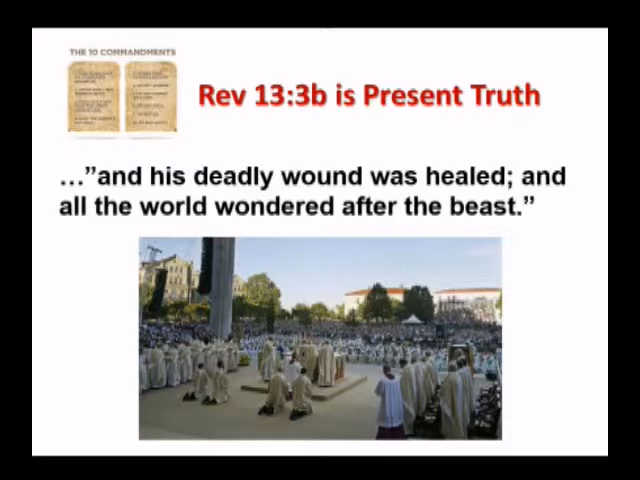 THE 10 COMMANDMENTS
Rev 13:3b is Present Truth
…”and his deadly wound was healed; and
all the world wondered after the beast.”